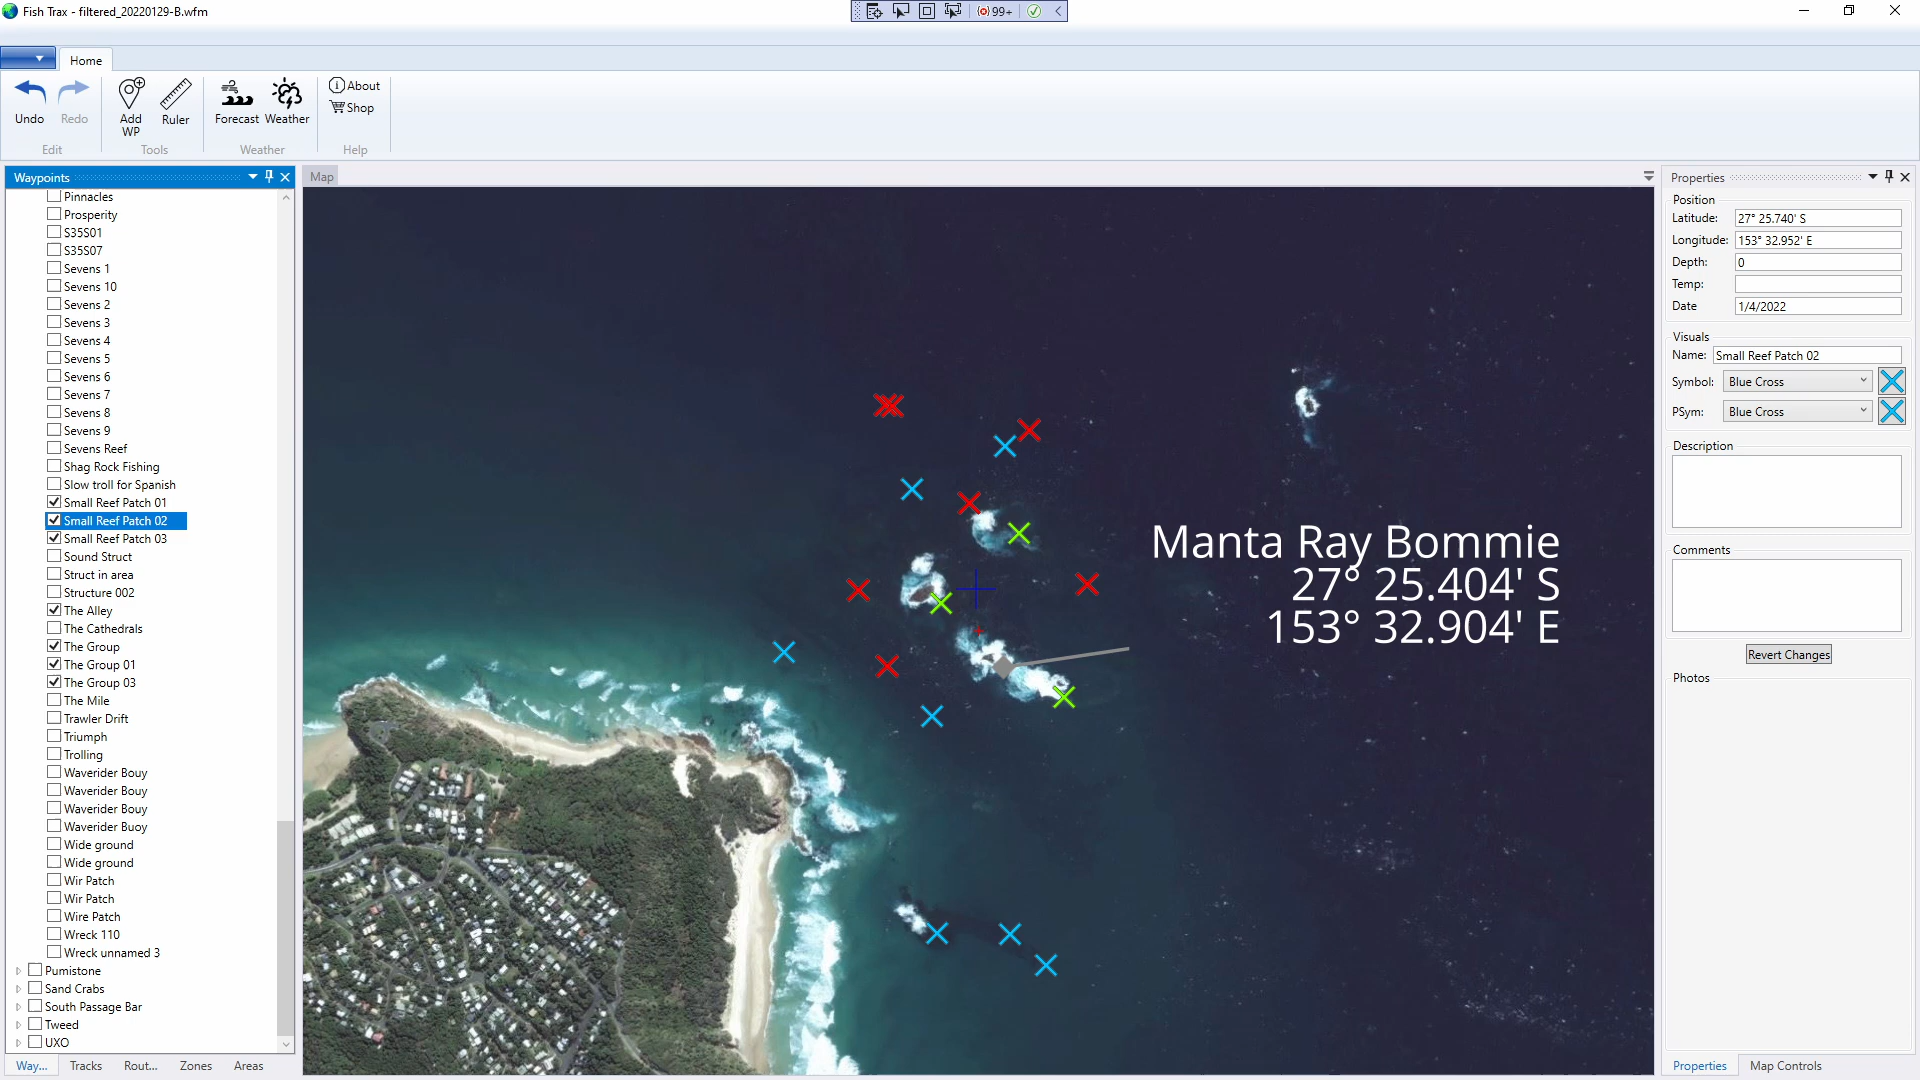 Fish Trax - filtered_20220129-B.wfm
99+
Home
Undo
Redo
Add
WP
Ruler
Forecast
Weather
About
Shop
Edit
Tools
Weather
Help
Waypoints
Pinnacles
Prosperity
S35S01
S35S07
Sevens 1
Sevens 10
Sevens 2
Sevens 3
Sevens 4
Sevens 5
Sevens 6
Sevens 7
Sevens 8
Sevens 9
Sevens Reef
Shag Rock Fishing
Slow troll for Spanish
Small Reef Patch 01
Small Reef Patch 02
Small Reef Patch 03
Sound Struct
Struct in area
Structure 002
The Alley
The Cathedrals
The Group
The Group 01
The Group 03
The Mile
Trawler Drift
Triumph
Trolling
Waverider Bouy
Waverider Bouy
Waverider Bouy
Waverider Buoy
Wide ground
Wide ground
Wir Patch
Wir Patch
Wire Patch
Wreck 110
Wreck unnamed 3
Pumistone
Sand Crabs
South Passage Bar
Tweed
UXO
Way...
Tracks
Rout...
Zones
Areas
Map
Manta Ray Bommie
27° 25.404' S
153° 32.904' E
Properties
Position
Latitude: 27° 25.740' S
Longitude: 153° 32.952' E
Depth: 0
Temp:
Date 1/4/2022
Visuals
Name: Small Reef Patch 02
Symbol: Blue Cross
PSym: Blue Cross
Description
Comments
Revert Changes
Photos
Properties
Map Controls